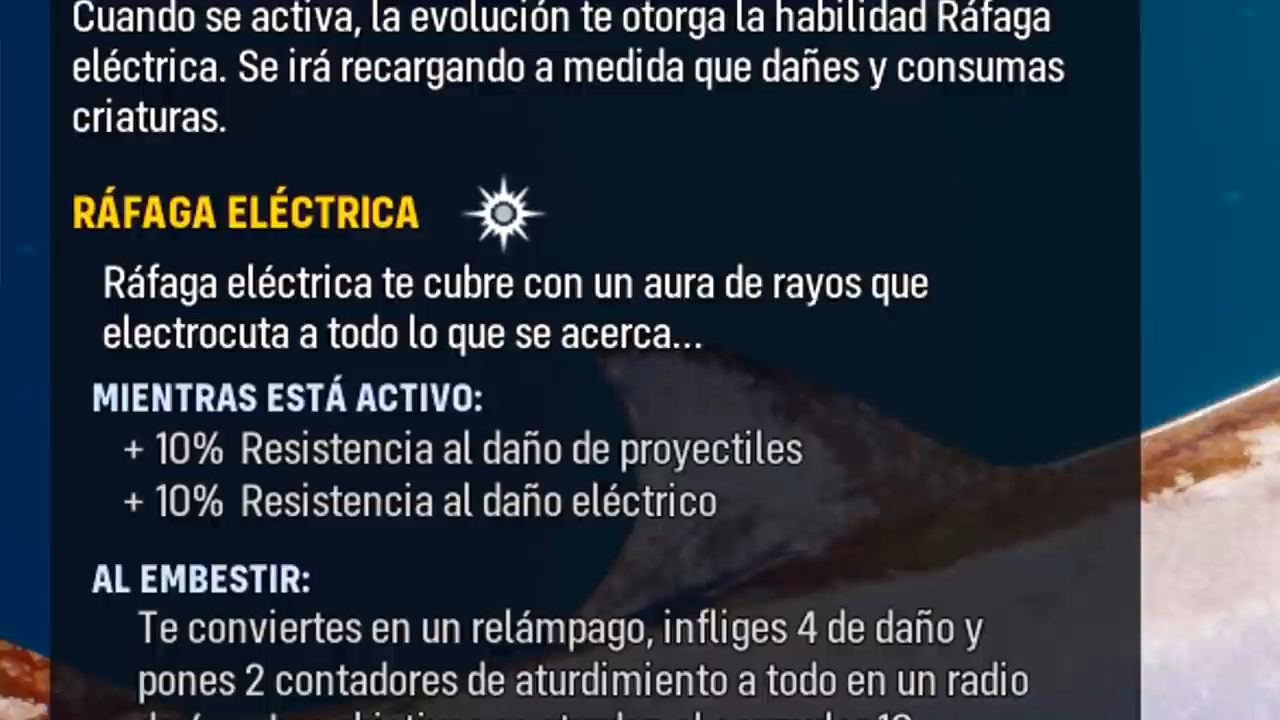 Cuando se activa, la evolución te otorga la habilidad Ráfaga
eléctrica. Se irá recargando a medida que dañes y consumas
criaturas.
RÁFAGA ELÉCTRICA
Ráfaga eléctrica te cubre con un aura de rayos que
electrocuta a todo lo que se acerca...
MIENTRAS ESTÁ ACTIVO:
+ 10% Resistencia al daño de proyectiles
+ 10% Resistencia al daño eléctrico
AL EMBESTIR:
Te conviertes en un relámpago, infliges 4 de daño y
pones 2 contadores de aturdimiento a todo en un radio